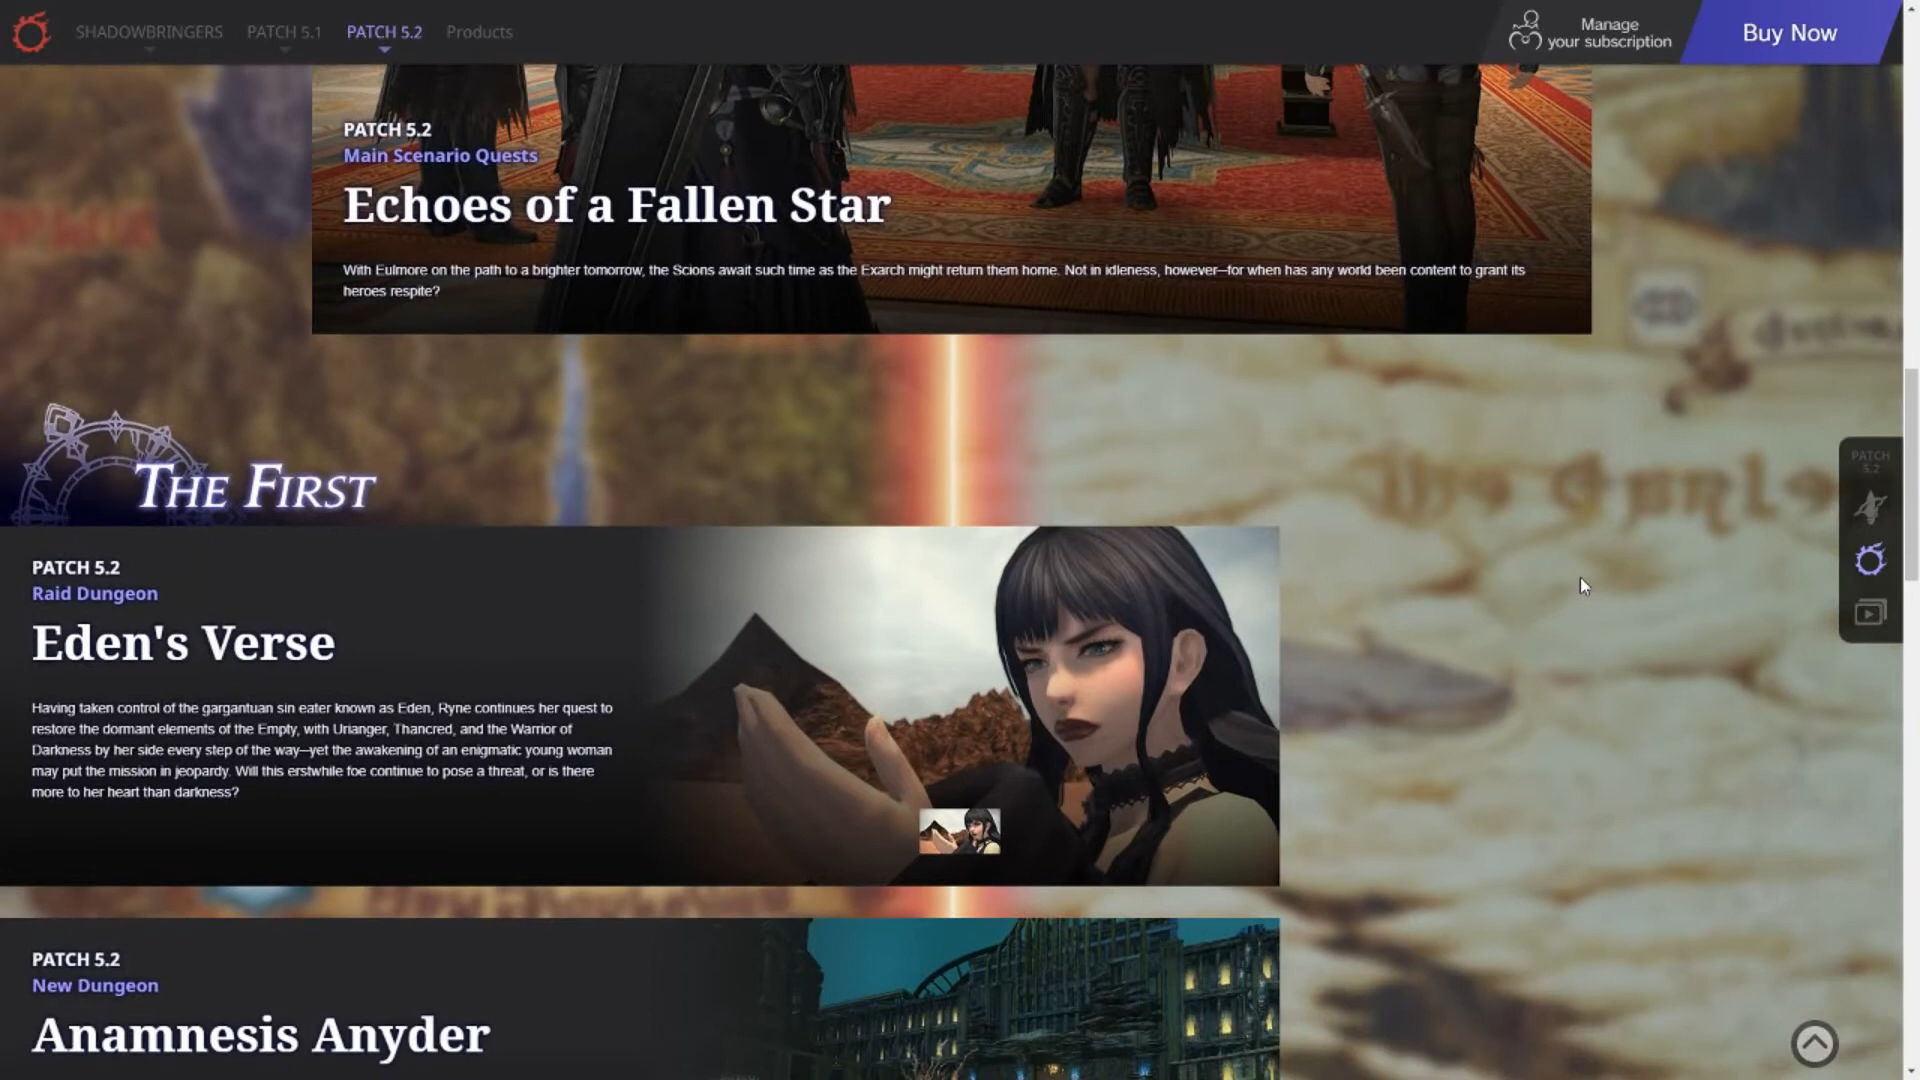 SHADOWBRINGERS PATCH 5.1 PATCH 5.2 Products
Manage
your subscription
Buy Now
PATCH 5.2
Main Scenario Quests
Echoes of a Fallen Star
With Eulmore on the path to a brighter tomorrow, the Scions await such time as the Exarch might return them home. Not in idleness, however—for when has any world been content to grant its
heroes respite?
THE FIRST
PATCH
5.2
PATCH 5.2
Raid Dungeon
Eden's Verse
Having taken control of the gargantuan sin eater known as Eden, Ryne continues her quest to
restore the dormant elements of the Empty, with Urianger, Thancred, and the Warrior of
Darkness by her side every step of the way—yet the awakening of an enigmatic young woman
may put the mission in jeopardy. Will this erstwhile foe continue to pose a threat, or is there
more to her heart than darkness?
PATCH 5.2
New Dungeon
Anamnesis Anyder